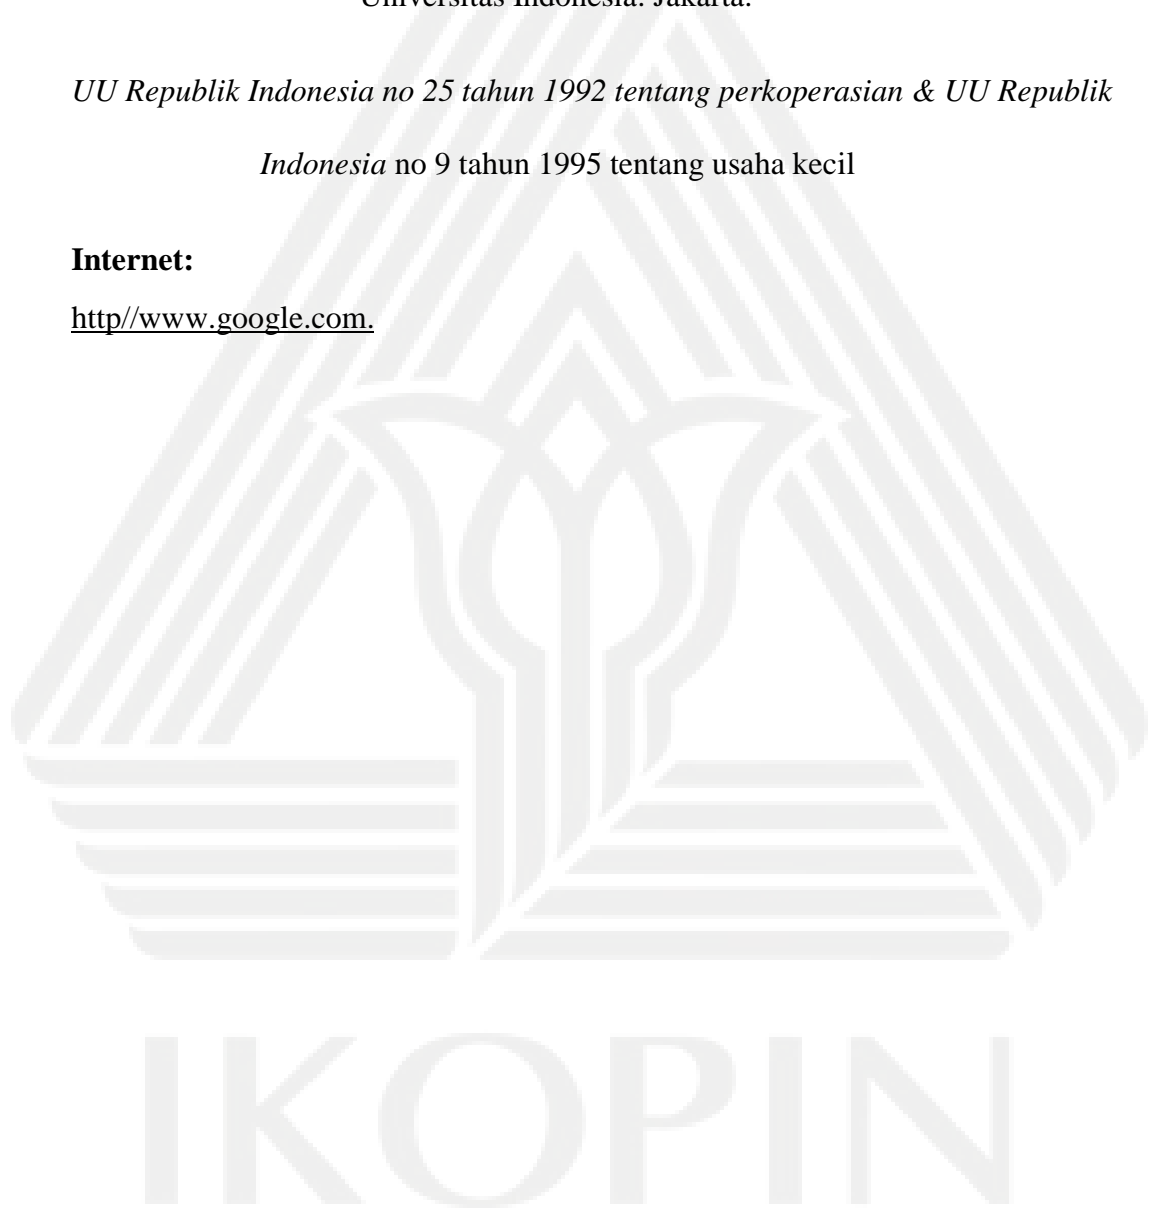 Universitas Indonesia. Jakarta.
UU Republik Indonesia no 25 tahun 1992 tentang perkoperasian & UU Republik
Indonesia no 9 tahun 1995 tentang usaha kecil
Internet:
http//www.google.com.
IKOPIN